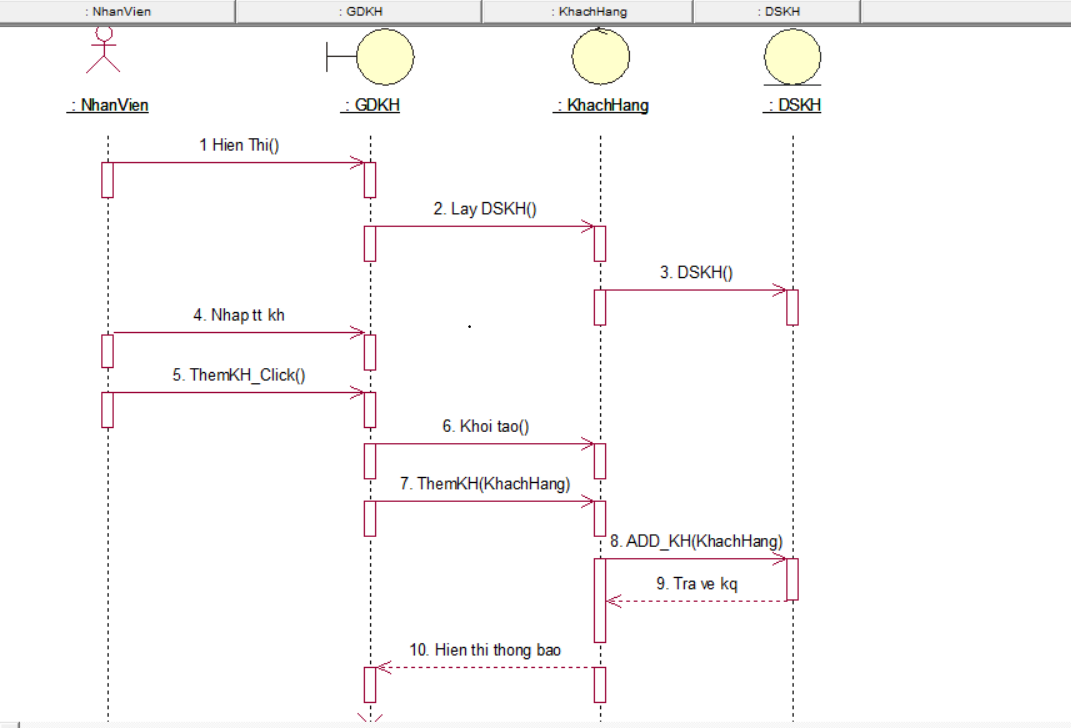 : NhanVien
: GDKH
: KhachHang
: DSKH
: NhanVien
: GDKH
: KhachHang
: DSKH
1 Hien Thi()
2. Lay DSKH()
3. DSKH()
4. Nhap tt kh
5. ThemKH_Click()
6. Khoi tao()
7. ThemKH(KhachHang)
8. ADD_KH(KhachHang)
9. Tra ve kq
10. Hien thi thong bao